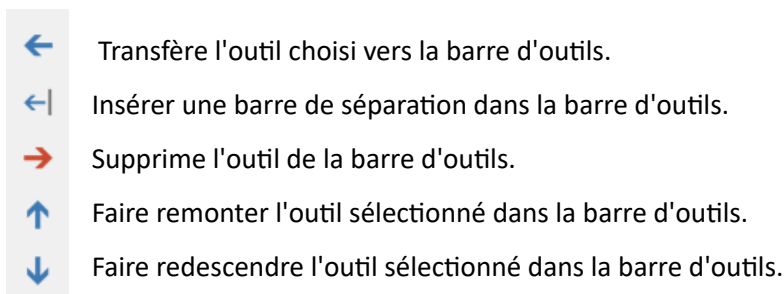 Transfère l'outil choisi vers la barre d'outils.
Insérer une barre de séparation dans la barre d'outils.
Supprime l'outil de la barre d'outils.
Faire remonter l'outil sélectionné dans la barre d'outils.
Faire redescendre l'outil sélectionné dans la barre d'outils.